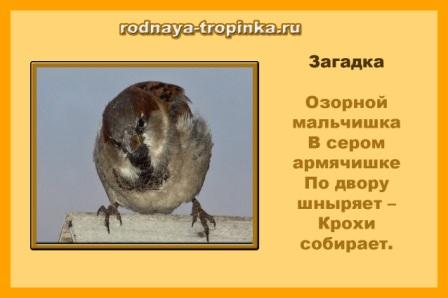 rodnaya-tropinka.ru
Загадка
Озорной
мальчишка
В сером
армячишке
По двору
шныряет –
Крохи
собирает.